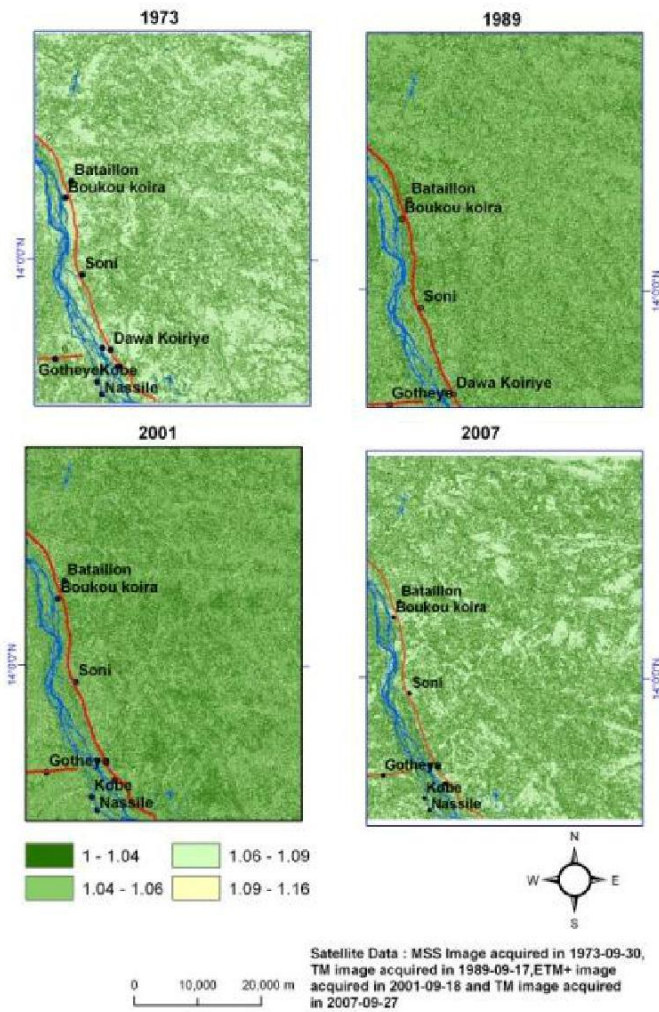 1973
1989
Bataillon
Boukou koira
14°0'0"N
Soni
Dawa Koiriye
GotheyeKobe
Nassile
Bataillon
Boukou koira
Soni
14°0'0"N
Dawa Koiriye
Gotheye
2001
2007
Bataillon
Boukou koira
14°0'0"N
Soni
Gotheye
Kobe
Nassile
Bataillon
Boukou koira
Soni
14°0'0"N
Gotheye
Kobe
Nassile
1 - 1.04
1.06 - 1.09
1.04 - 1.06
1.09 - 1.16
N
W
E
S
Satellite Data : MSS Image acquired in 1973-09-30,
TM image acquired in 1989-09-17,ETM+ image
acquired in 2001-09-18 and TM image acquired
in 2007-09-27
0
10,000
20,000 m